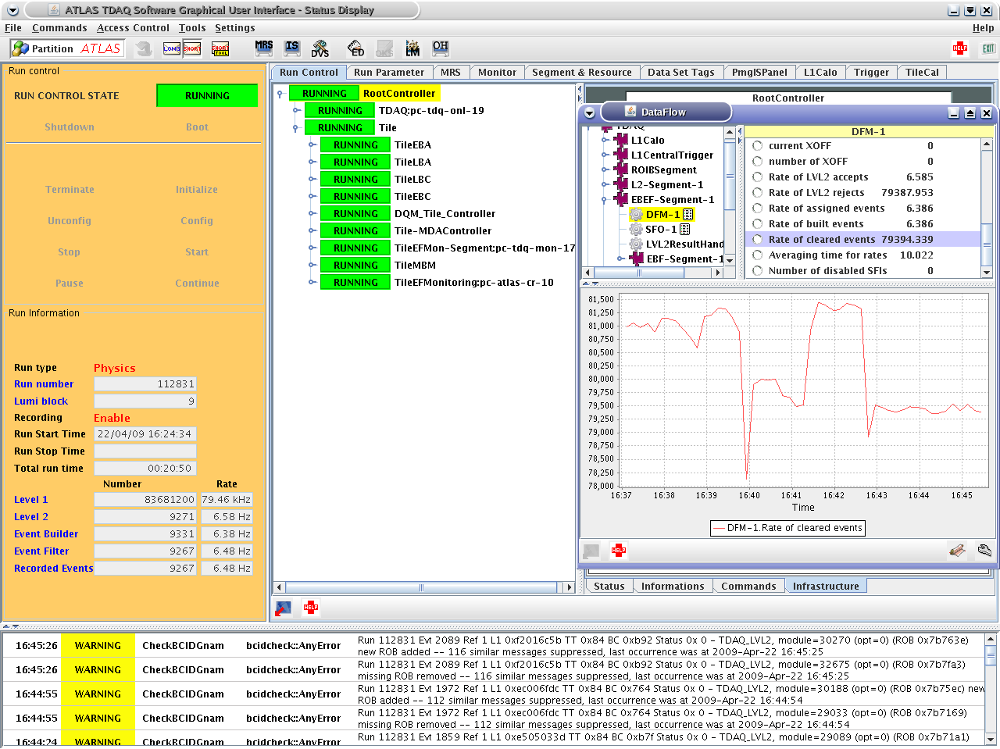 ATLAS TDAQ Software Graphical User Interface - Status Display
File Commands Access Control Tools Settings Help
Partition ATLAS LONG SHORT SHORT TOOL MRS IS DVS ED OKS LM OH HELP EXIT
Run control
RUN CONTROL STATE RUNNING
Shutdown Boot
Terminate Initialize
Unconfig Config
Stop Start
Pause Continue
Run Information
Run type Physics
Run number 112831
Lumi block 9
Recording Enable
Run Start Time 22/04/09 16:24:34
Run Stop Time
Total run time 00:20:50
Number Rate
Level 1 83681200 79.46 kHz
Level 2 9271 6.58 Hz
Event Builder 9331 6.38 Hz
Event Filter 9267 6.48 Hz
Recorded Events 9267 6.48 Hz
Run Control Run Parameter MRS Monitor Segment & Resource Data Set Tags PmgISPanel L1Calo Trigger TileCal
RUNNING RootController
RUNNING TDAQ:pc-tdq-onl-19
RUNNING Tile
RUNNING TileEBA
RUNNING TileLBA
RUNNING TileLBC
RUNNING TileEBC
RUNNING DQM_Tile_Controller
RUNNING Tile-MDAController
RUNNING TileEFMon-Segment:pc-tdq-mon-17
RUNNING TileMBM
RUNNING TileEFMonitoring:pc-atlas-cr-10
HELP
RootController
DataFlow
TDAQ
L1Calo
L1CentralTrigger
ROIBSegment
L2-Segment-1
EBEF-Segment-1
DFM-1
SFO-1
LVL2ResultHand
EBF-Segment-1
DFM-1
current XOFF 0
number of XOFF 0
Rate of LVL2 accepts 6.585
Rate of LVL2 rejects 79387.953
Rate of assigned events 6.386
Rate of built events 6.386
Rate of cleared events 79394.339
Averaging time for rates 10.022
Number of disabled SFIs 0
81,500
81,250
81,000
80,750
80,500
80,250
80,000
79,750
79,500
79,250
79,000
78,750
78,500
78,250
78,000
16:37 16:38 16:39 16:40 16:41 16:42 16:43 16:44 16:45
Time
DFM-1.Rate of cleared events
HELP
Status Informations Commands Infrastructure
16:45:26 WARNING CheckBCIDGnam bcidcheck::AnyError Run 112831 Evt 2089 Ref 1 L1 0xf2016c5b TT 0x84 BC 0xb92 Status 0x 0 - TDAQ_LVL2, module=30270 (opt=0) (ROB 0x7b763e)
new ROB added -- 116 similar messages suppressed, last occurrence was at 2009-Apr-22 16:45:25
16:45:26 WARNING CheckBCIDGnam bcidcheck::AnyError Run 112831 Evt 2089 Ref 1 L1 0xf2016c5b TT 0x84 BC 0xb92 Status 0x 0 - TDAQ_LVL2, module=32675 (opt=0) (ROB 0x7b7fa3)
missing ROB removed -- 116 similar messages suppressed, last occurrence was at 2009-Apr-22 16:45:25
16:44:55 WARNING CheckBCIDGnam bcidcheck::AnyError Run 112831 Evt 1972 Ref 1 L1 0xec006fdc TT 0x84 BC 0x764 Status 0x 0 - TDAQ_LVL2, module=30188 (opt=0) (ROB 0x7b75ec) new
ROB added -- 112 similar messages suppressed, last occurrence was at 2009-Apr-22 16:44:54
16:44:55 WARNING CheckBCIDGnam bcidcheck::AnyError Run 112831 Evt 1972 Ref 1 L1 0xec006fdc TT 0x84 BC 0x764 Status 0x 0 - TDAQ_LVL2, module=29033 (opt=0) (ROB 0x7b7169)
missing ROB removed -- 112 similar messages suppressed, last occurrence was at 2009-Apr-22 16:44:54
16:44:24 WARNING CheckBCIDGnam bcidcheck::AnyError Run 112831 Evt 1859 Ref 1 L1 0xe505033d TT 0x84 BC 0xb7f Status 0x 0 - TDAQ_LVL2, module=29089 (opt=0) (ROB 0x7b71a1)